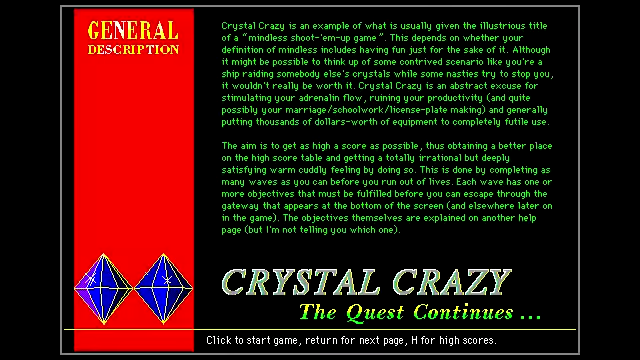 GENERAL
DESCRIPTION
Crystal Crazy is an example of what is usually given the illustrious title
of a "mindless shoot-'em-up game". This depends on whether your
definition of mindless includes having fun just for the sake of it. Although
it might be possible to think up of some contrived scenario like you're a
ship raiding somebody else's crystals while some nasties try to stop you,
it wouldn't really be worth it. Crystal Crazy is an abstract excuse for
stimulating your adrenalin flow, ruining your productivity (and quite
possibly your marriage/schoolwork/license-plate making) and generally
putting thousands of dollars-worth of equipment to completely futile use.
The aim is to get as high a score as possible, thus obtaining a better place
on the high score table and getting a totally irrational but deeply
satisfying warm cuddly feeling by doing so. This is done by completing as
many waves as you can before you run out of lives. Each wave has one or
more objectives that must be fulfilled before you can escape through the
gateway that appears at the bottom of the screen (and elsewhere later on
in the game). The objectives themselves are explained on another help
page (but I'm not telling you which one).
CRYSTAL CRAZY
The Quest Continues ...
Click to start game, return for next page, H for high scores.